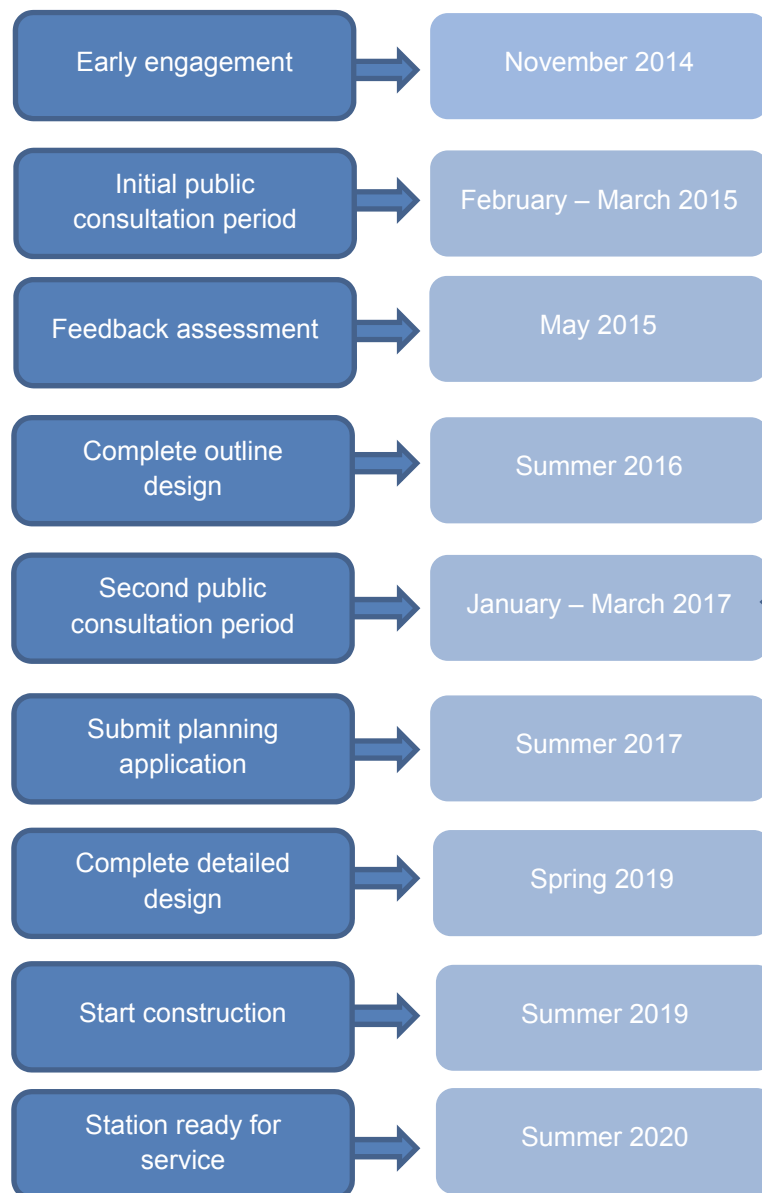 Early engagement
November 2014
Initial public
consultation period
February – March 2015
Feedback assessment
May 2015
Complete outline
design
Summer 2016
Second public
consultation period
January – March 2017
Submit planning
application
Summer 2017
Complete detailed
design
Spring 2019
Start construction
Summer 2019
Station ready for
service
Summer 2020